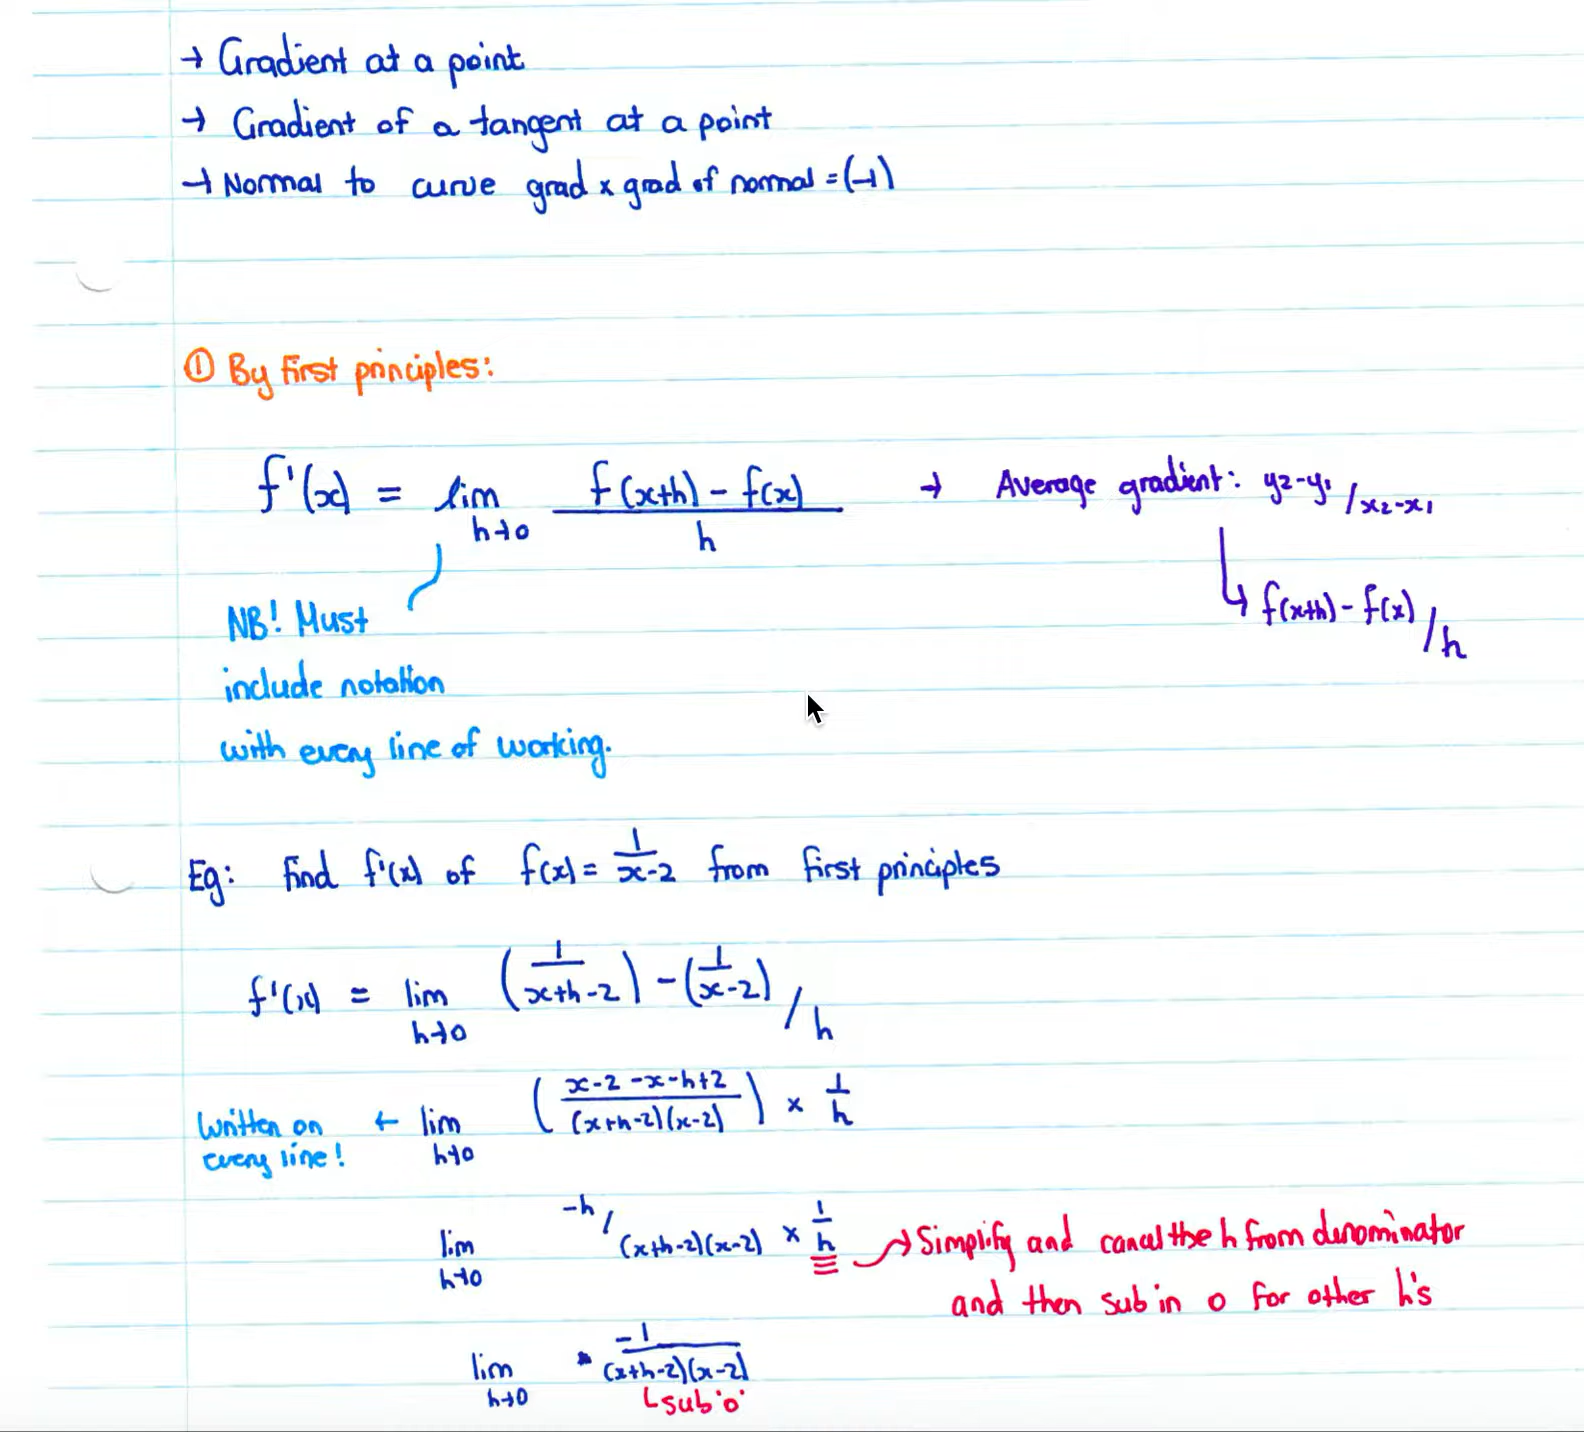 → Gradient at a point
→ Gradient of a tangent at a point
→ Normal to curve grad x grad of normal = (-1)
① By first principles:
f'(x) = lim h→0 f(x+h) - f(x) / h → Average gradient: y2-y1 / x2-x1
↳ f(x+h) - f(x) / h
NB! Must
include notation
with every line of working.
Eg: Find f'(x) of f(x) = 1/x-2 from first principles
f'(x) = lim h→0 (1/x+h-2) - (1/x-2) / h
Written on every line! ← lim h→0 (x-2-x-h+2 / (x+h-2)(x-2)) x 1/h
lim h→0 -h / (x+h-2)(x-2) x 1/h → Simplify and cancel the h from denominator
and then sub in 0 for other h's
lim h→0 -1 / (x+h-2)(x-2)
↳ sub '0'